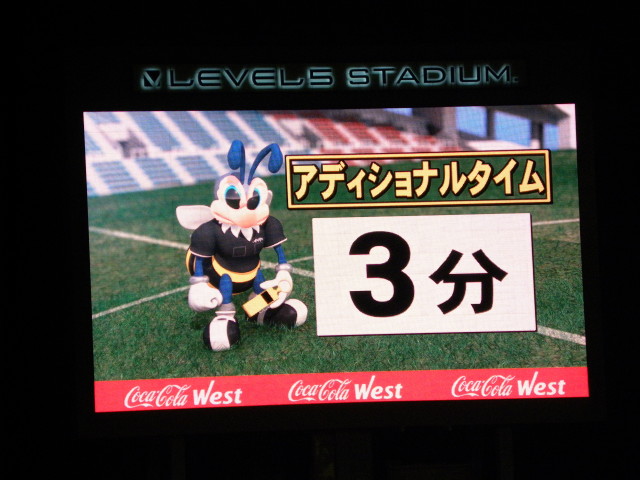 LEVEL5 STADIUM
アディショナルタイム
3分
Coca-Cola West Coca-Cola West Coca-Cola West